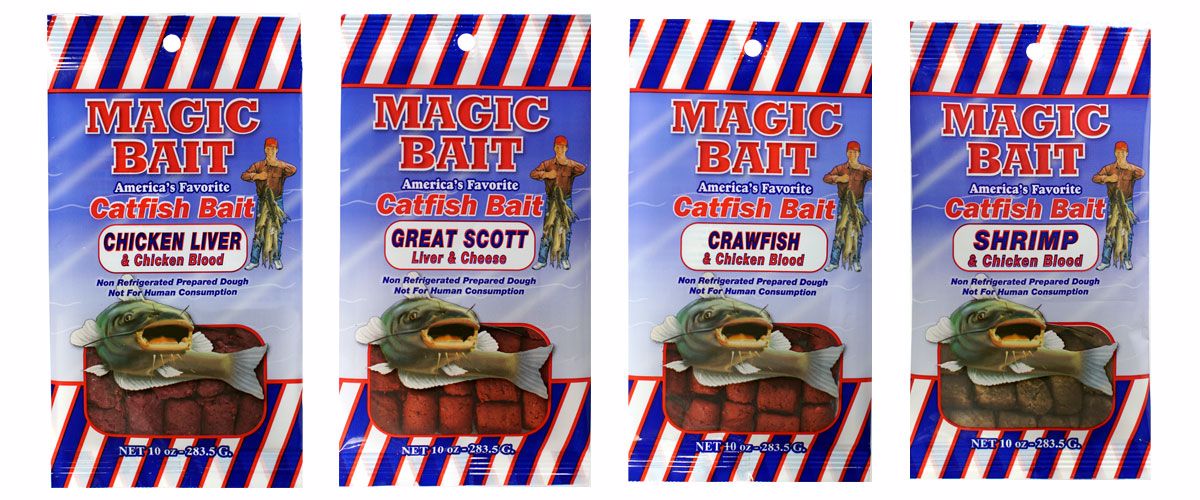 MAGIC
BAIT
America's Favorite
Catfish Bait
CHICKEN LIVER
& Chicken Blood
Non Refrigerated Prepared Dough
Not For Human Consumption
NET 10 oz - 283.5 G.
MAGIC
BAIT
America's Favorite
Catfish Bait
GREAT SCOTT
Liver & Cheese
Non Refrigerated Prepared Dough
Not For Human Consumption
NET 10 oz - 283.5 G.
MAGIC
BAIT
America's Favorite
Catfish Bait
CRAWFISH
& Chicken Blood
Non Refrigerated Prepared Dough
Not For Human Consumption
NET 10 oz - 283.5 G.
MAGIC
BAIT
America's Favorite
Catfish Bait
SHRIMP
& Chicken Blood
Non Refrigerated Prepared Dough
Not For Human Consumption
NET 10 oz - 283.5 G.